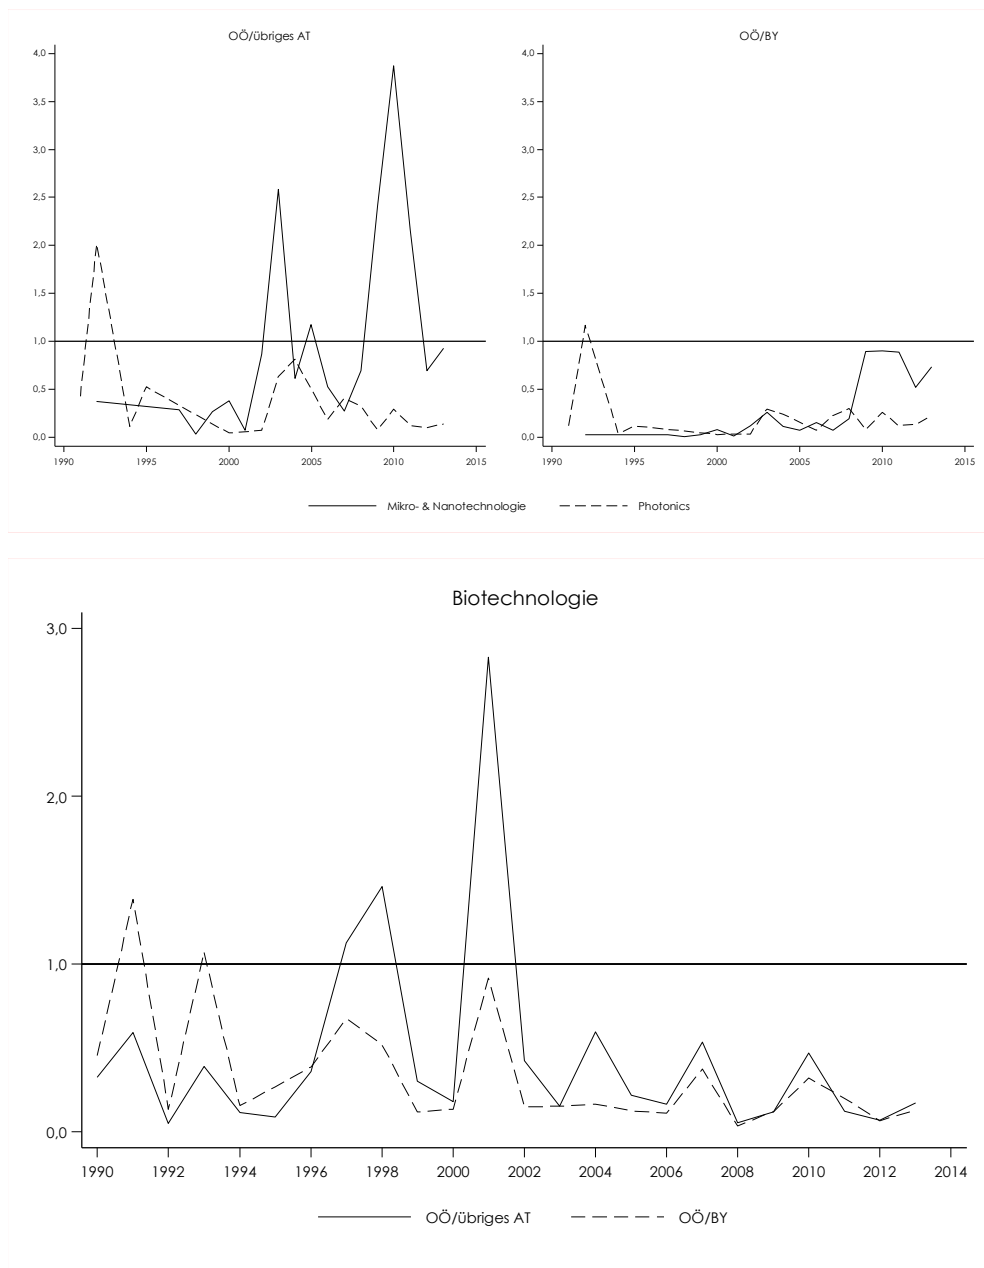 OÖ/übriges AT
4,0
3,5
3,0
2,5
2,0
1,5
1,0
0,5
0,0
1990 1995 2000 2005 2010 2015
OÖ/BY
4,0
3,5
3,0
2,5
2,0
1,5
1,0
0,5
0,0
1990 1995 2000 2005 2010 2015
Mikro- & Nanotechnologie Photonics
Biotechnologie
3,0
2,0
1,0
0,0
1990 1992 1994 1996 1998 2000 2002 2004 2006 2008 2010 2012 2014
OÖ/übriges AT OÖ/BY